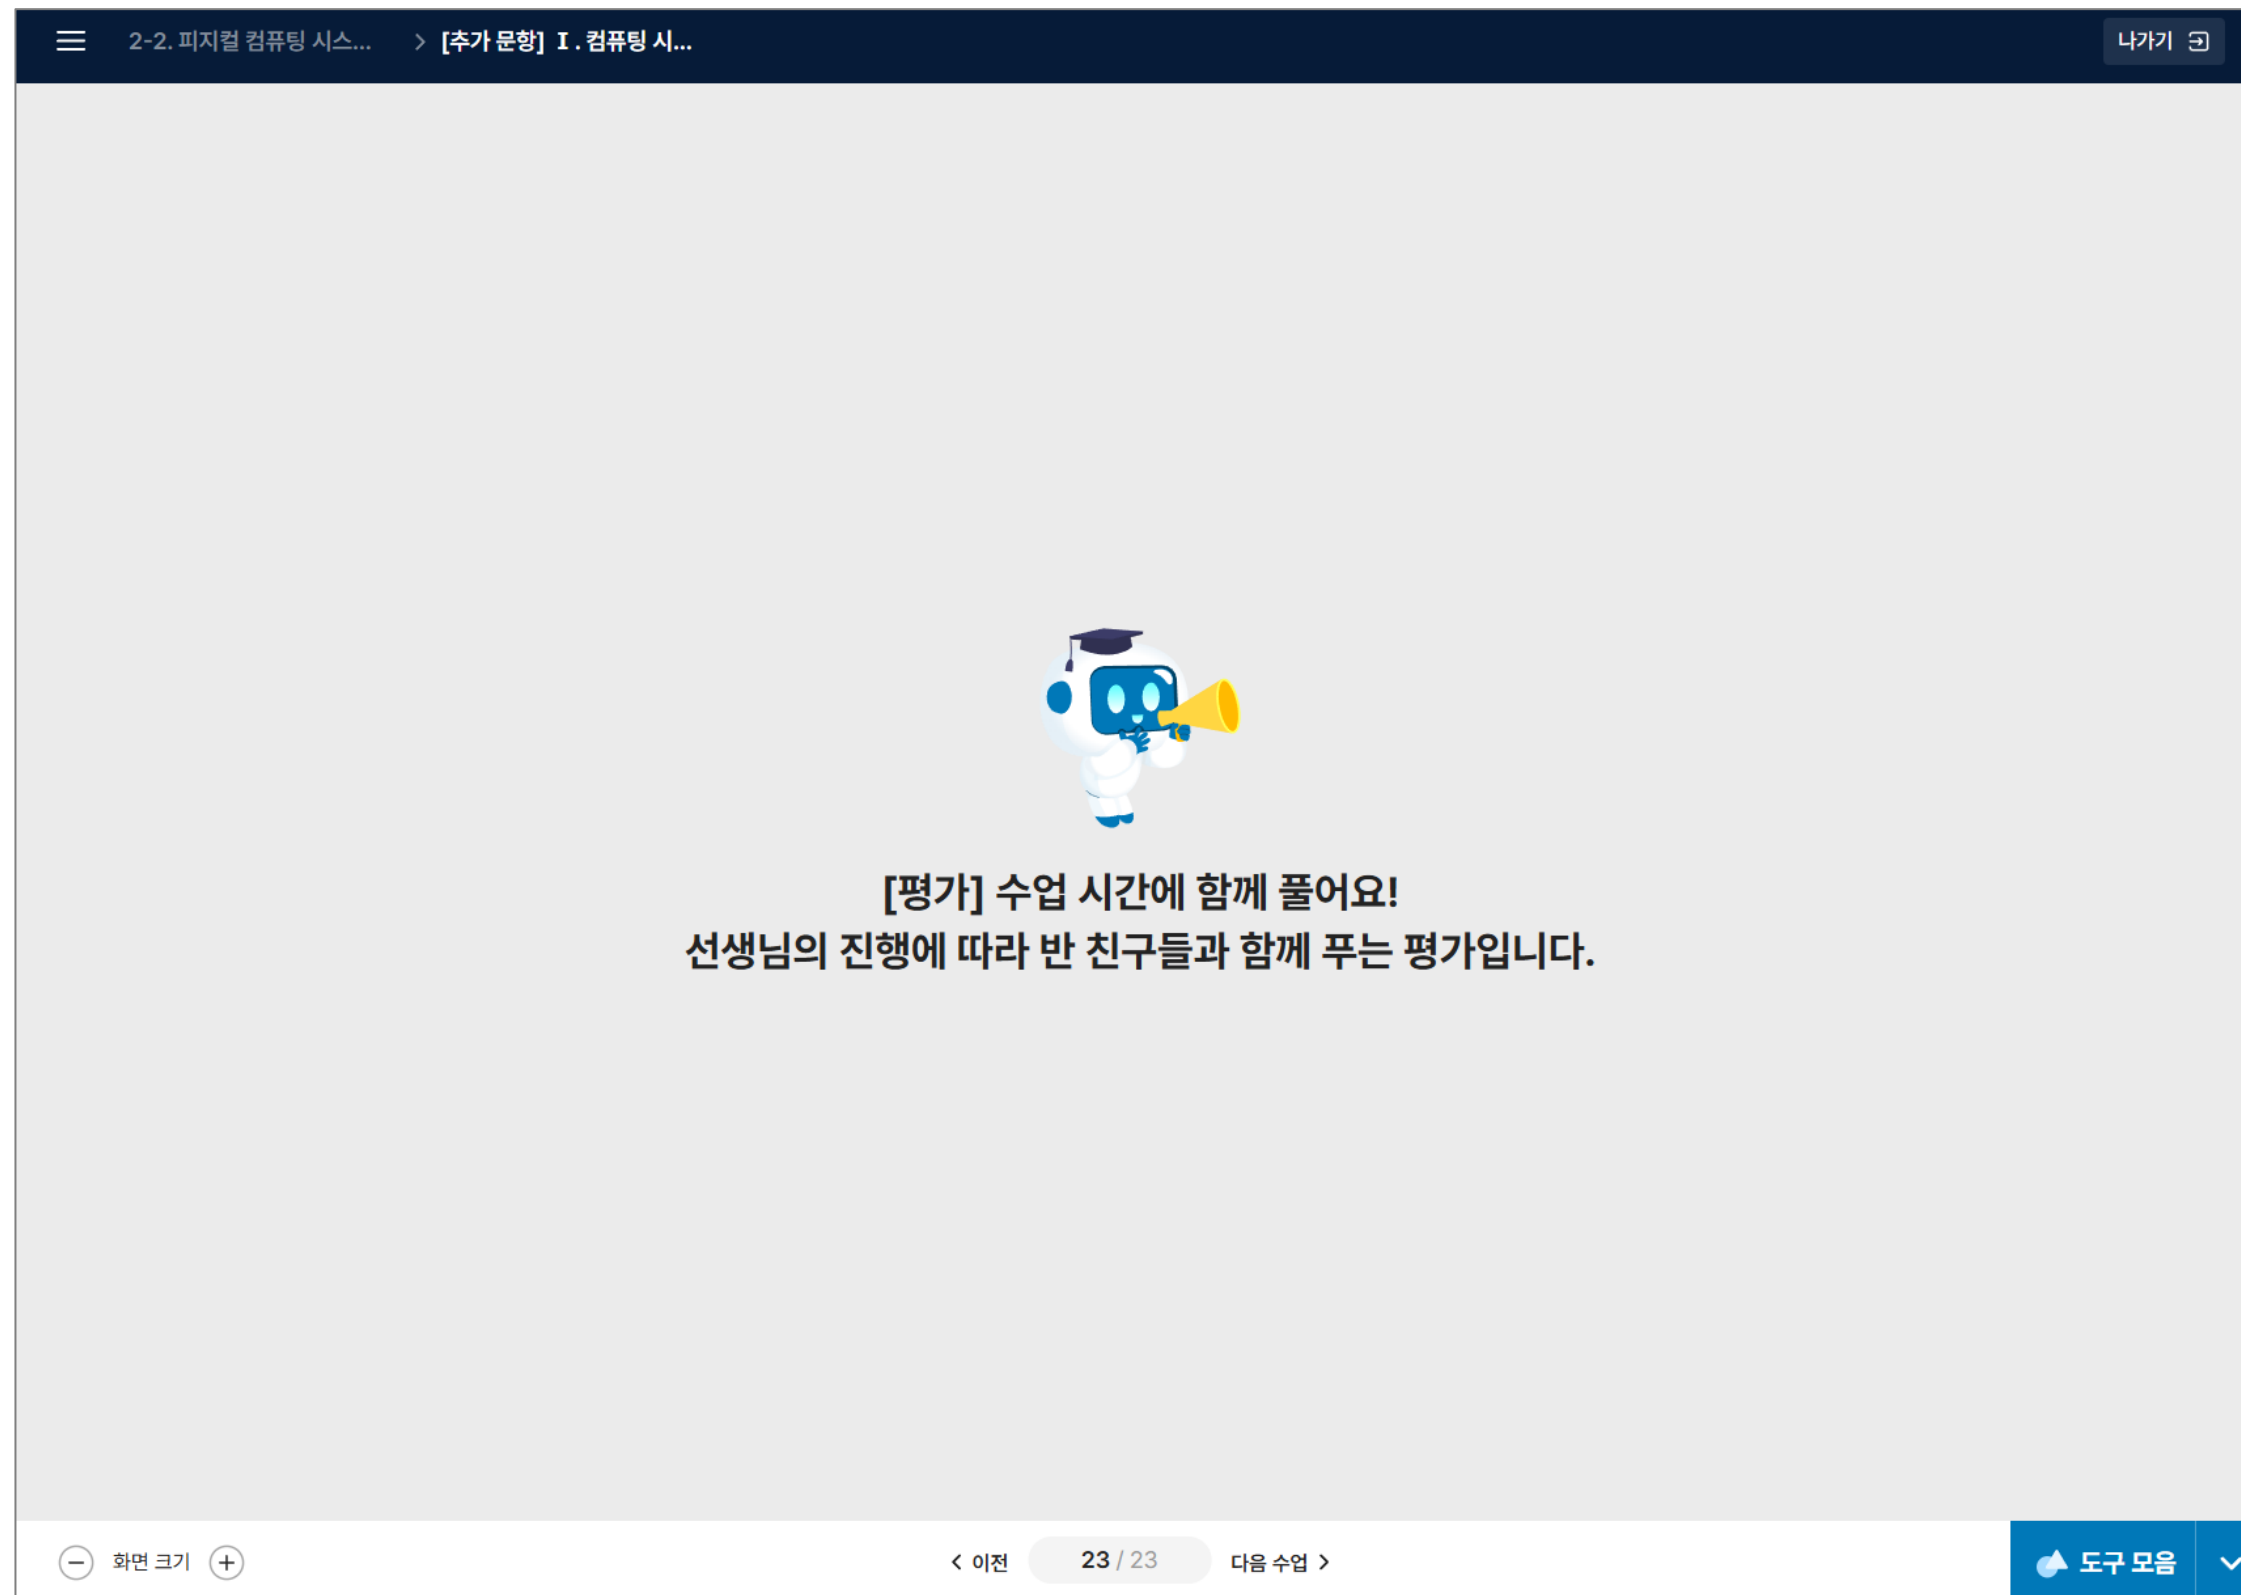 2-2. 피지컬 컴퓨팅 시스... > [추가 문항] Ⅰ. 컴퓨팅 시...
나가기
[평가] 수업 시간에 함께 풀어요!
선생님의 진행에 따라 반 친구들과 함께 푸는 평가입니다.
화면 크기
< 이전 23 / 23 다음 수업 >
도구 모음